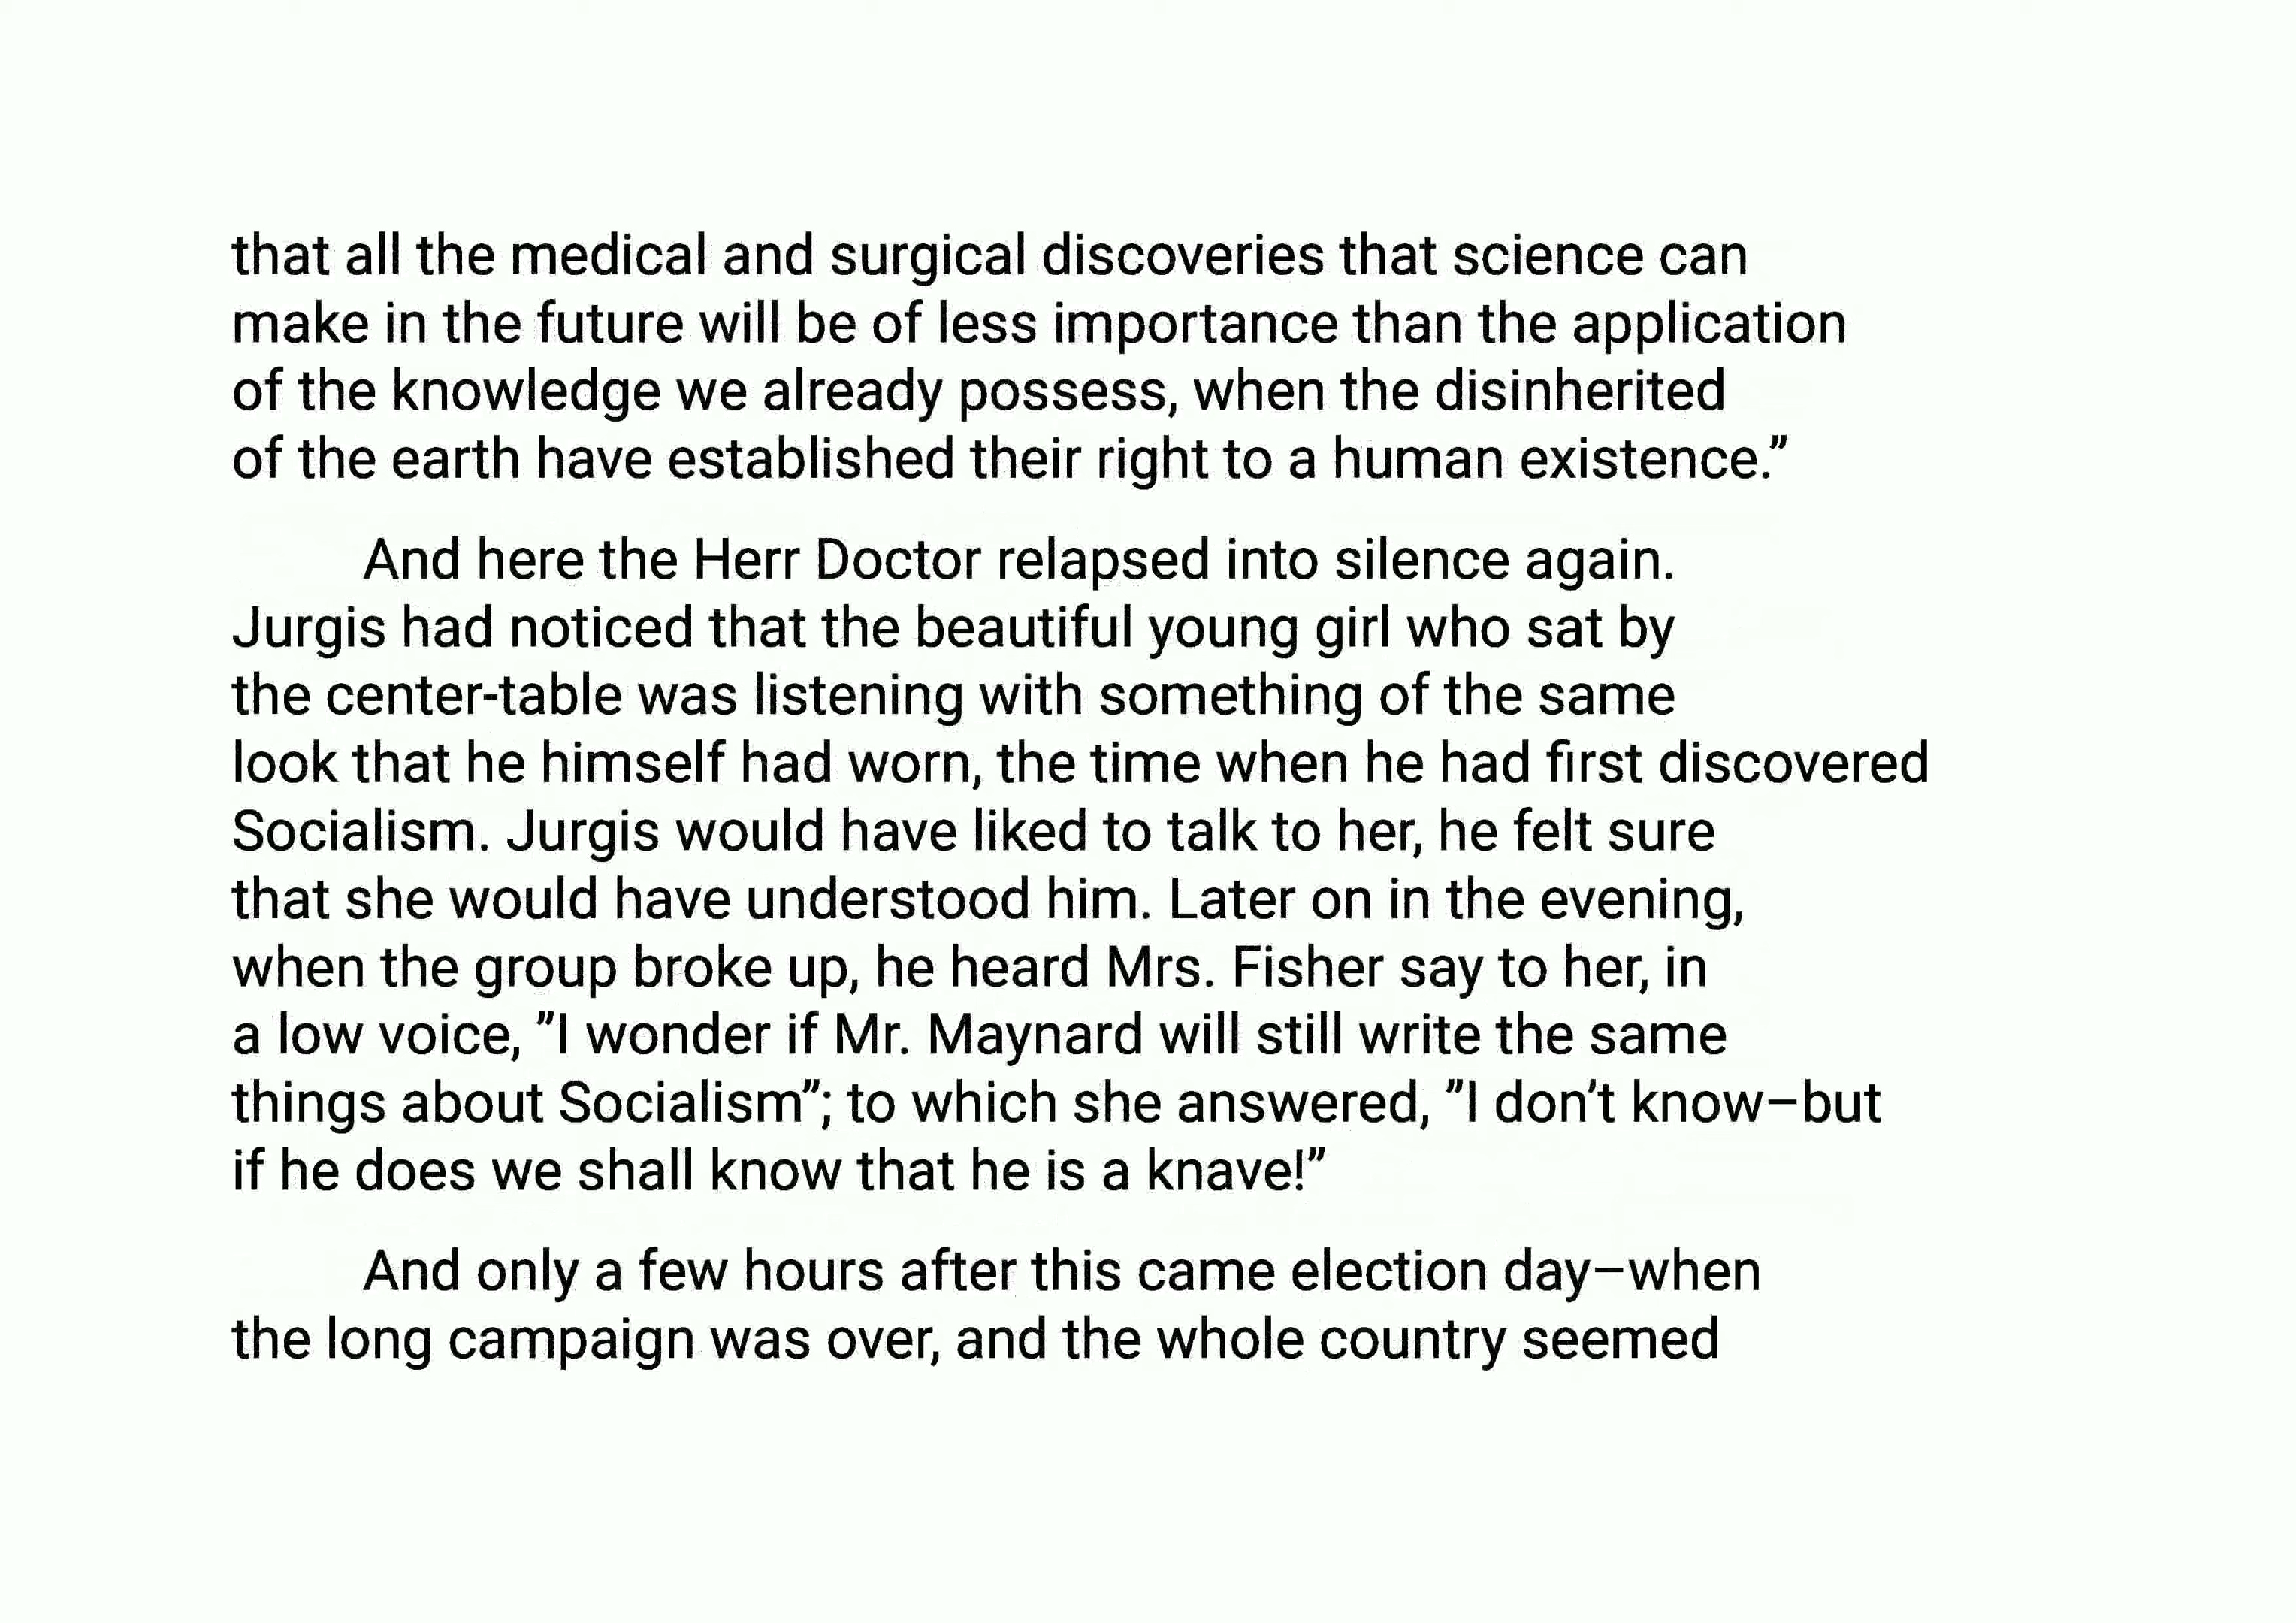 that all the medical and surgical discoveries that science can
make in the future will be of less importance than the application
of the knowledge we already possess, when the disinherited
of the earth have established their right to a human existence.”
And here the Herr Doctor relapsed into silence again.
Jurgis had noticed that the beautiful young girl who sat by
the center-table was listening with something of the same
look that he himself had worn, the time when he had first discovered
Socialism. Jurgis would have liked to talk to her, he felt sure
that she would have understood him. Later on in the evening,
when the group broke up, he heard Mrs. Fisher say to her, in
a low voice, ”I wonder if Mr. Maynard will still write the same
things about Socialism”; to which she answered, ”I don’t know–but
if he does we shall know that he is a knave!”
And only a few hours after this came election day–when
the long campaign was over, and the whole country seemed